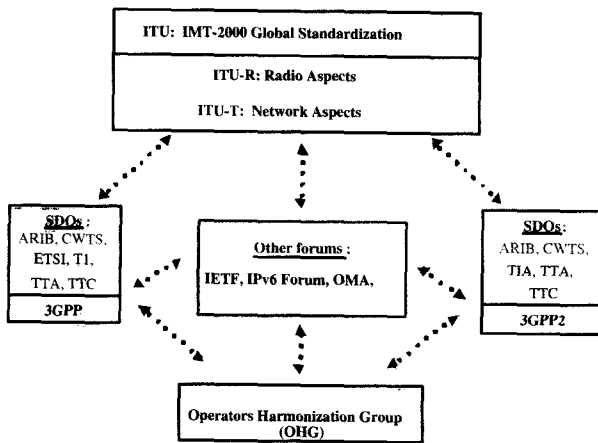 ITU: IMT-2000 Global Standardization
ITU-R: Radio Aspects
ITU-T: Network Aspects
SDOs :
ARIB, CWTS,
ETSI, T1,
TTA, TTC
3GPP
Other forums :
IETF, IPv6 Forum, OMA,
SDOs:
ARIB, CWTS,
TIA, TTA,
TTC
3GPP2
Operators Harmonization Group
(OHG)